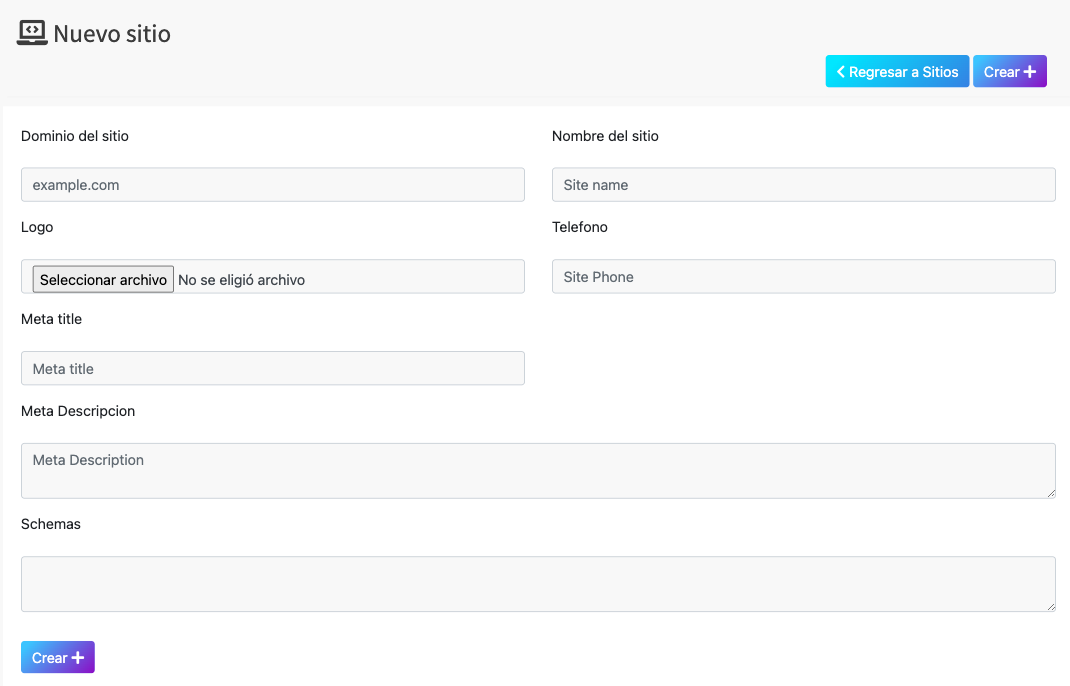 Nuevo sitio
Regresar a Sitios
Crear
Dominio del sitio
Nombre del sitio
example.com
Site name
Logo
Telefono
Seleccionar archivo No se eligió archivo
Site Phone
Meta title
Meta title
Meta Descripcion
Meta Description
Schemas
Crear